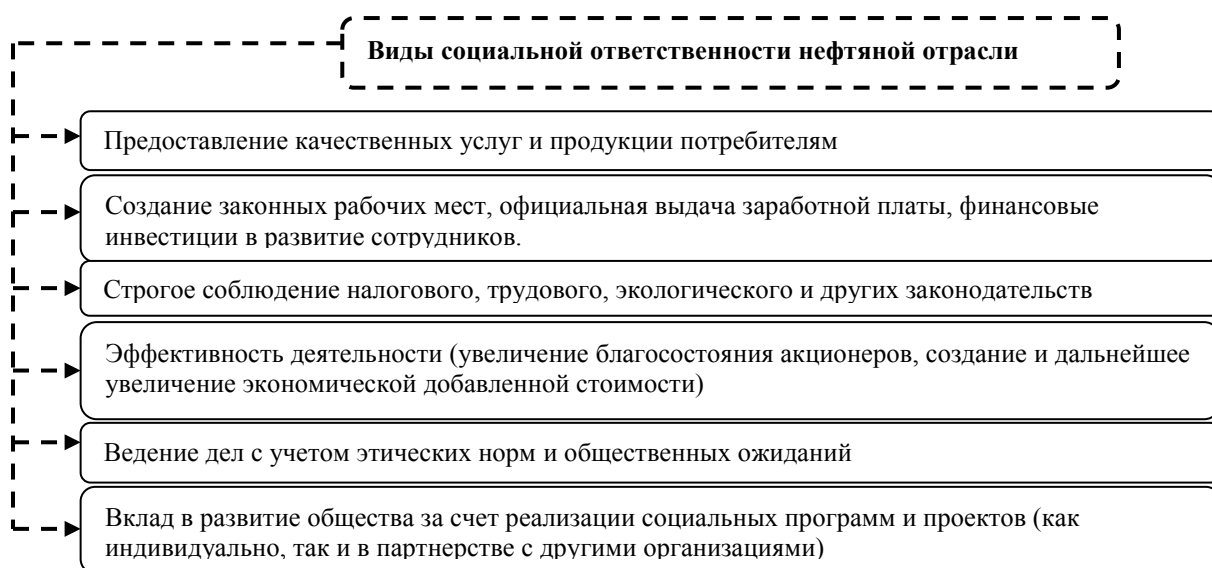 Виды социальной ответственности нефтяной отрасли
Предоставление качественных услуг и продукции потребителям
Создание законных рабочих мест, официальная выдача заработной платы, финансовые
инвестиции в развитие сотрудников.
Строгое соблюдение налогового, трудового, экологического и других законодательств
Эффективность деятельности (увеличение благосостояния акционеров, создание и дальнейшее
увеличение экономической добавленной стоимости)
Ведение дел с учетом этических норм и общественных ожиданий
Вклад в развитие общества за счет реализации социальных программ и проектов (как
индивидуально, так и в партнерстве с другими организациями)